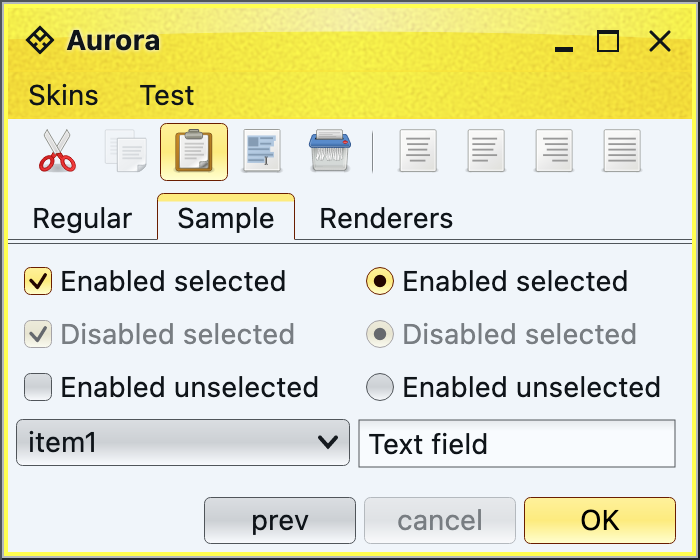 Aurora
Skins Test
Regular Sample Renderers
Enabled selected Enabled selected
Disabled selected Disabled selected
Enabled unselected Enabled unselected
item1 Text field
prev cancel OK